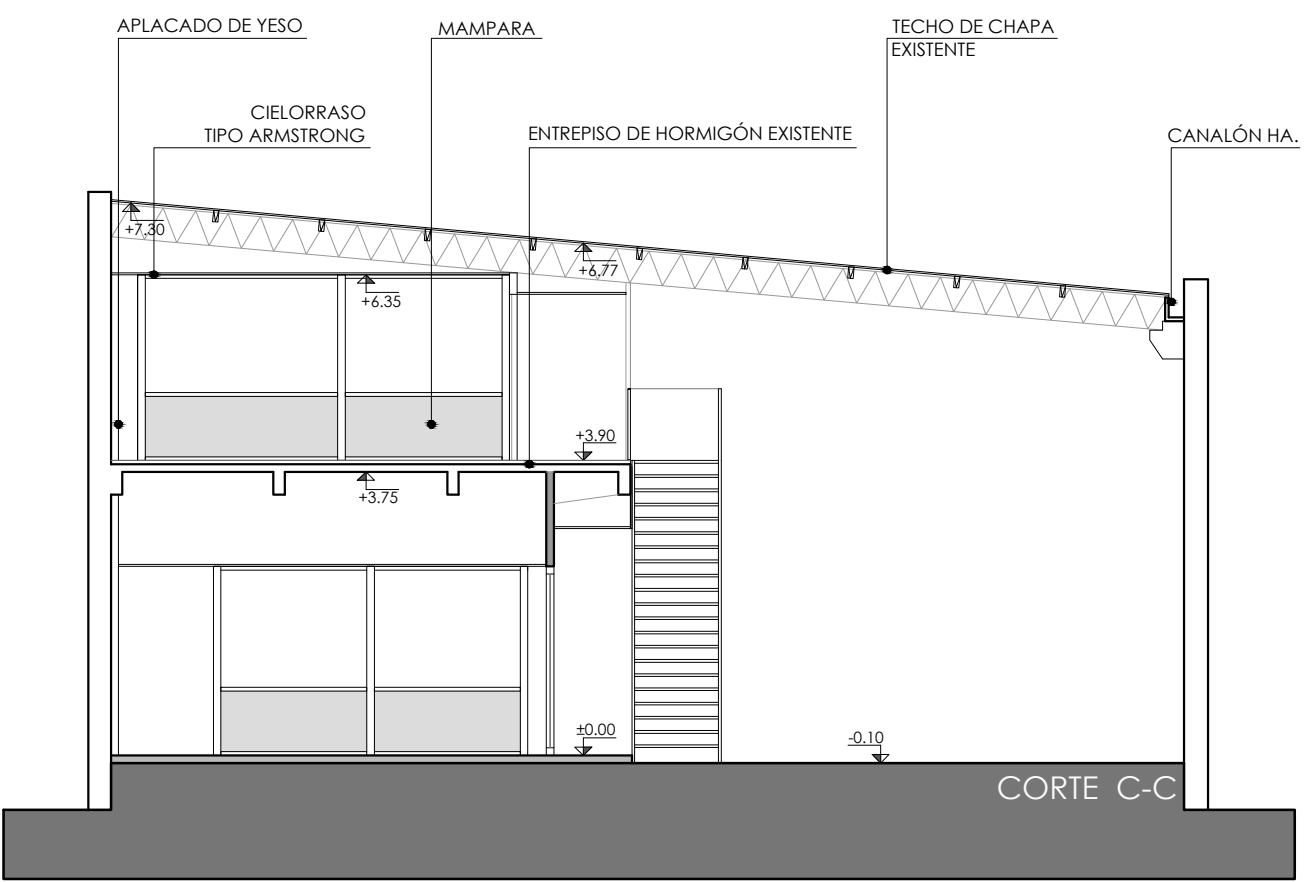 APLACADO DE YESO
MAMPARA
TECHO DE CHAPA
EXISTENTE
CIELORRASO
TIPO ARMSTRONG
ENTREPISO DE HORMIGÓN EXISTENTE
CANALÓN HA.
+7.30
+6.77
+6.35
+3.90
+3.75
±0.00
-0.10
CORTE C-C